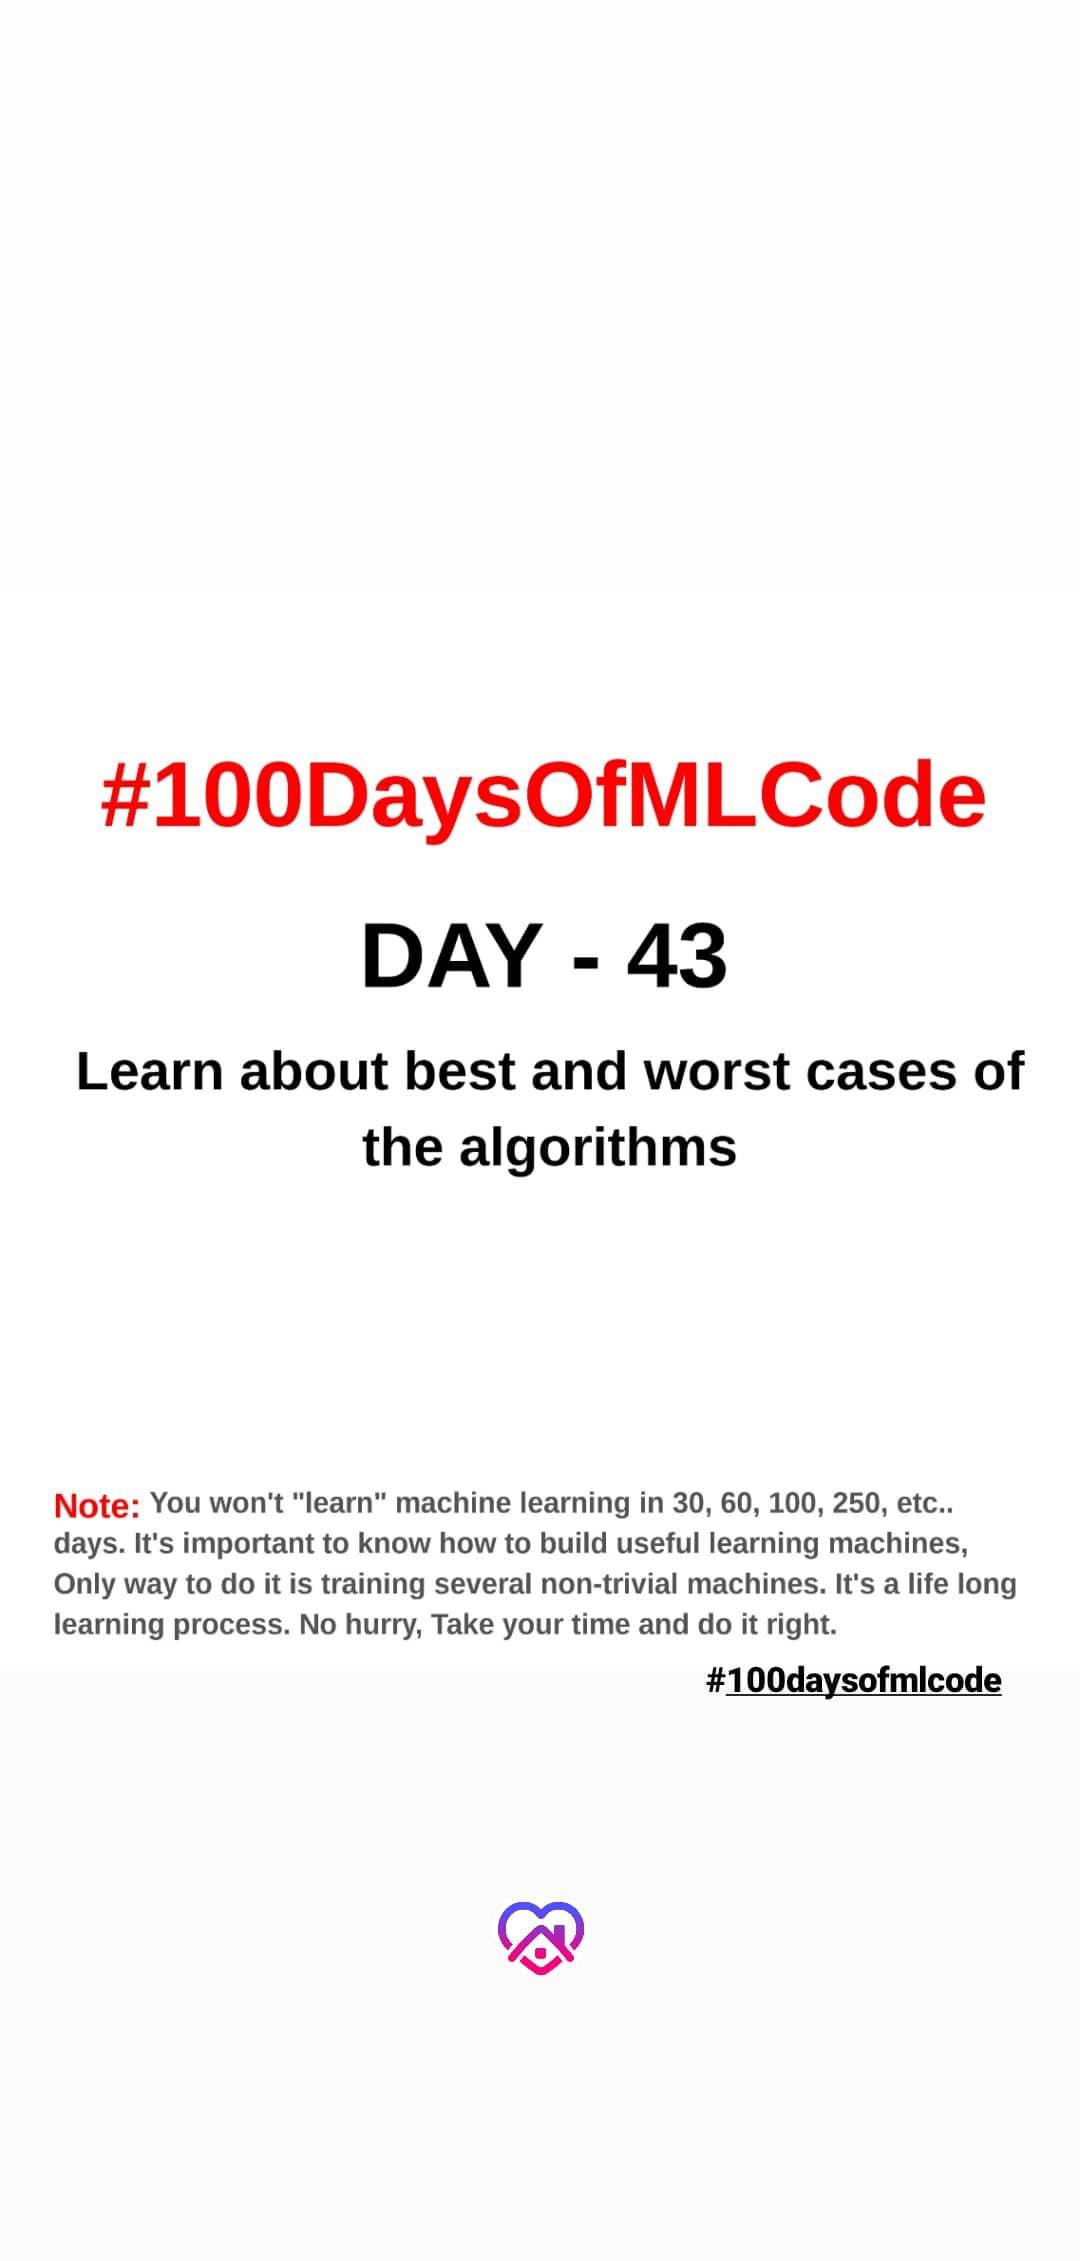 #100DaysOfMLCode
DAY - 43
Learn about best and worst cases of
the algorithms
Note: You won't "learn" machine learning in 30, 60, 100, 250, etc..
days. It's important to know how to build useful learning machines,
Only way to do it is training several non-trivial machines. It's a life long
learning process. No hurry, Take your time and do it right.
#100daysofmlcode